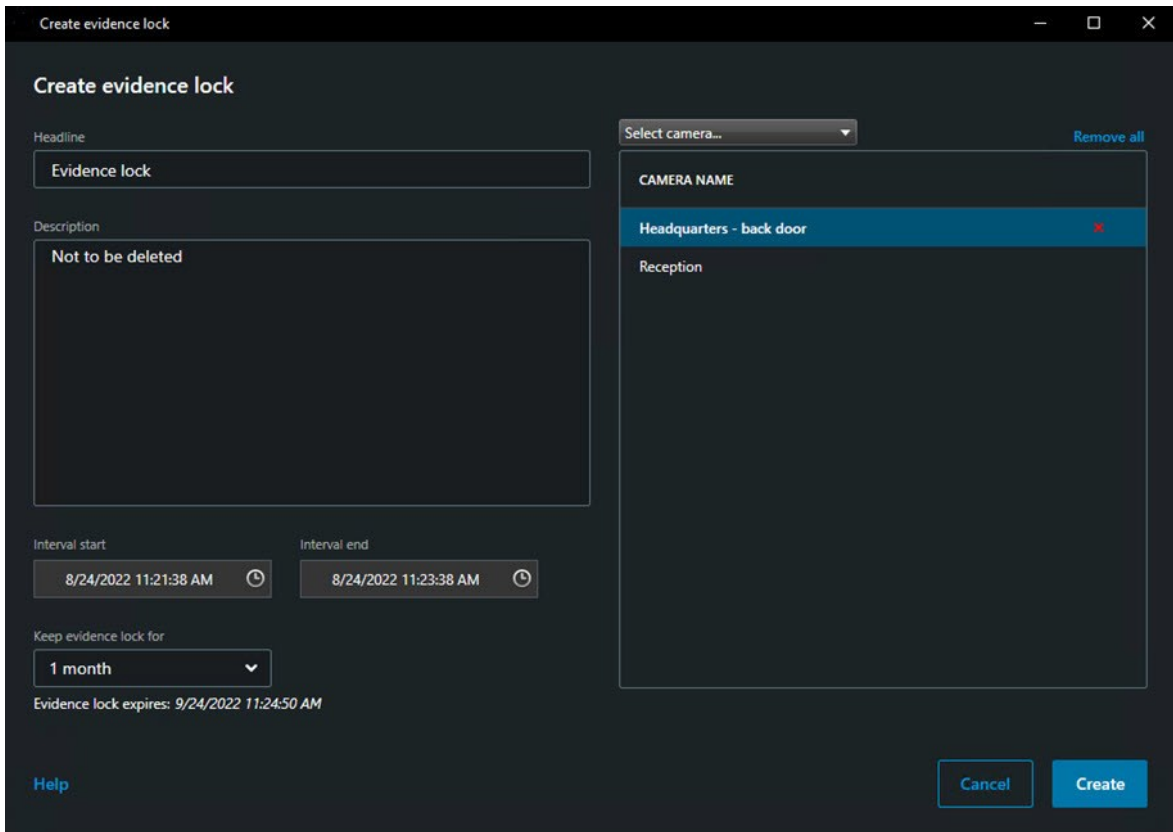 Create evidence lock
Create evidence lock
Headline
Evidence lock
Description
Not to be deleted
Interval start
Interval end
8/24/2022 11:21:38 AM
8/24/2022 11:23:38 AM
Keep evidence lock for
1 month
Evidence lock expires: 9/24/2022 11:24:50 AM
Select camera...
Remove all
CAMERA NAME
Headquarters - back door
Reception
Help
Cancel
Create